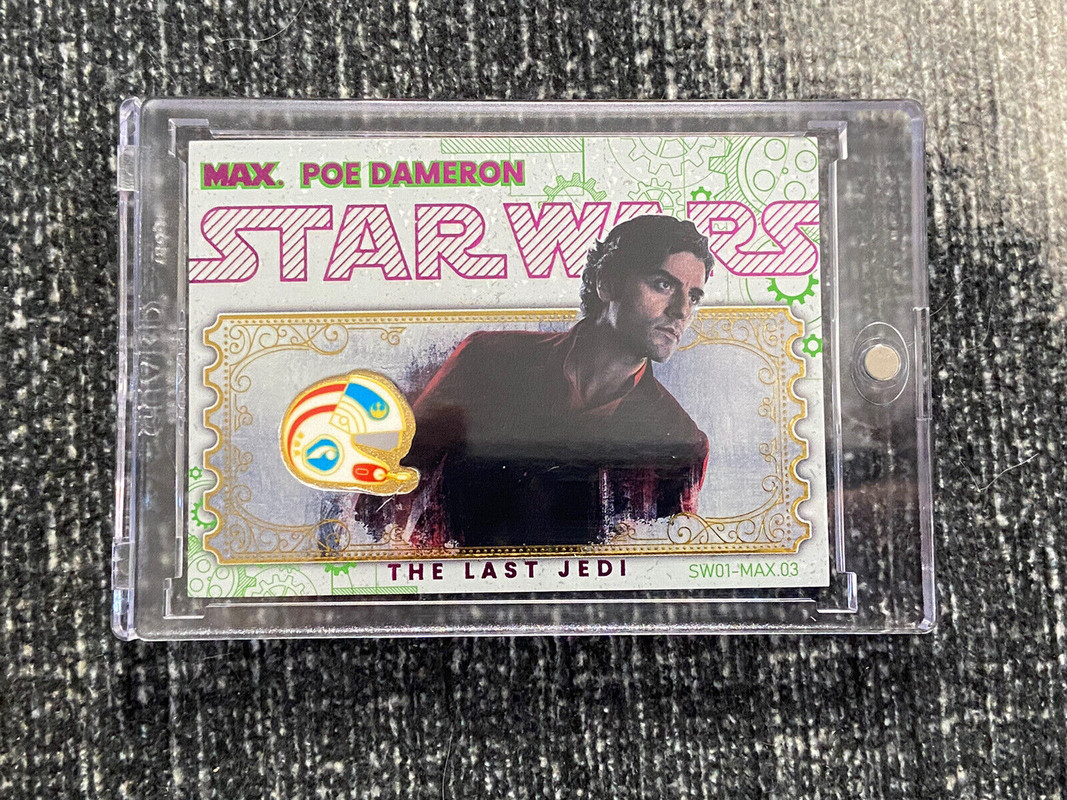 MAX. POE DAMERON
STAR WARS
THE LAST JEDI
SW01-MAX.03